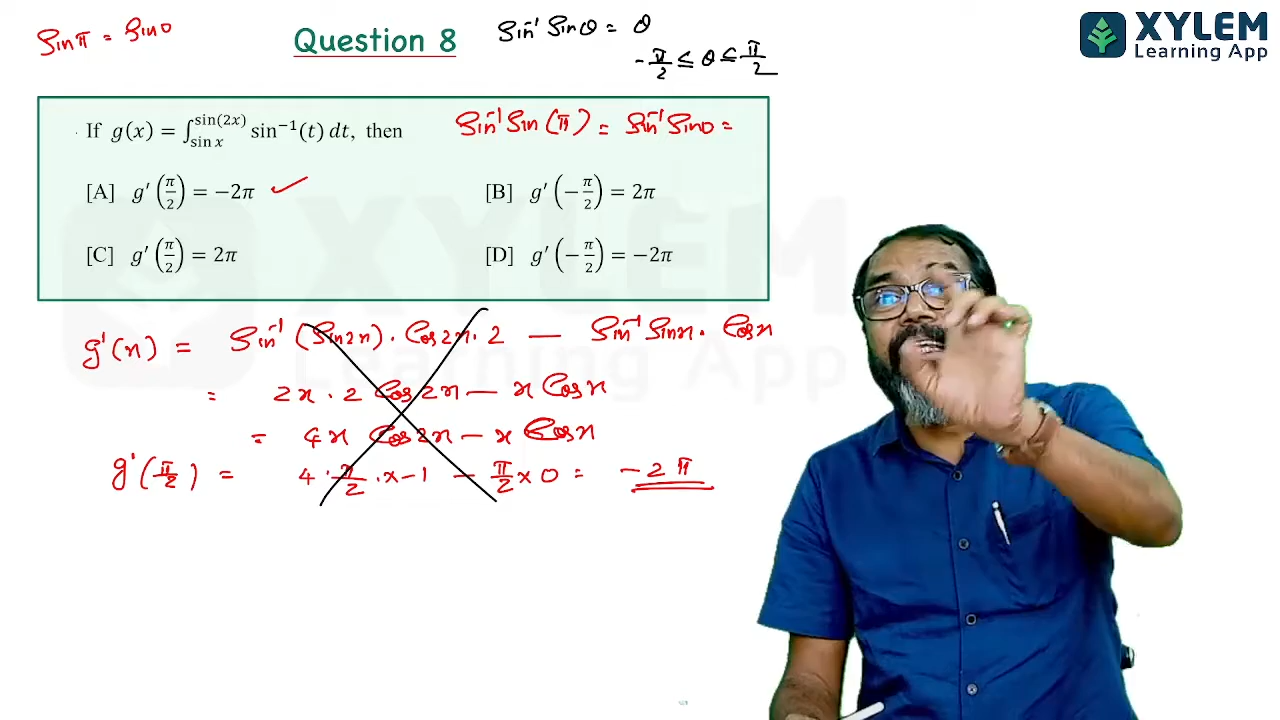 Sin π = Sin 0
Question 8
Sin⁻¹ Sin θ = θ
-π/2 ≤ θ ≤ π/2
XYLEM
Learning App
If g(x) = ∫_{sin x}^{sin(2x)} sin⁻¹(t) dt, then
Sin⁻¹ Sin (π) = Sin⁻¹ Sin 0 =
[A] g′(π/2) = −2π ✓
[B] g′(−π/2) = 2π
[C] g′(π/2) = 2π
[D] g′(−π/2) = −2π
g'(x) = Sin⁻¹ (Sin 2x) · Cos 2x · 2 — Sin⁻¹ Sin x · Cos x
= 2x · 2 Cos 2x — x Cos x
= 4x Cos 2x — x Cos x
g'(π/2) = 4 · π/2 · x −1 — π/2 x 0 = −2π
XYLEM
Learning App